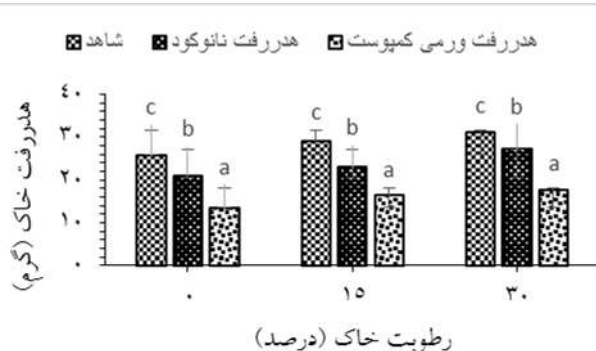 شاهد هدررفت نانوکود هدررفت ورمی کمپوست
هدررفت خاک (گرم)
۴۰
۳۰
۲۰
۱۰
۰
c b a
c b a
c b a
۰ ۱۵ ۳۰
رطوبت خاک (درصد)